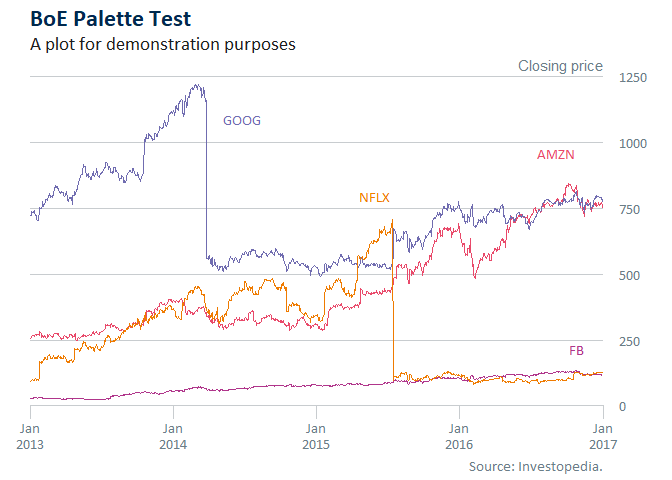 BoE Palette Test
A plot for demonstration purposes
Closing price
1250
GOOG
1000
AMZN
NFLX
750
500
250
FB
0
Jan Jan Jan Jan Jan
2013 2014 2015 2016 2017
Source: Investopedia.